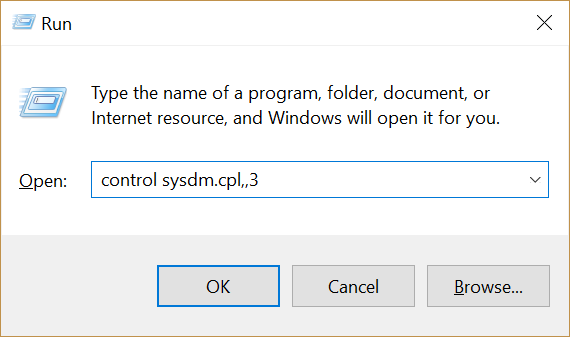 Run
Type the name of a program, folder, document, or
Internet resource, and Windows will open it for you.
Open: control sysdm.cpl,,3
OK Cancel Browse...